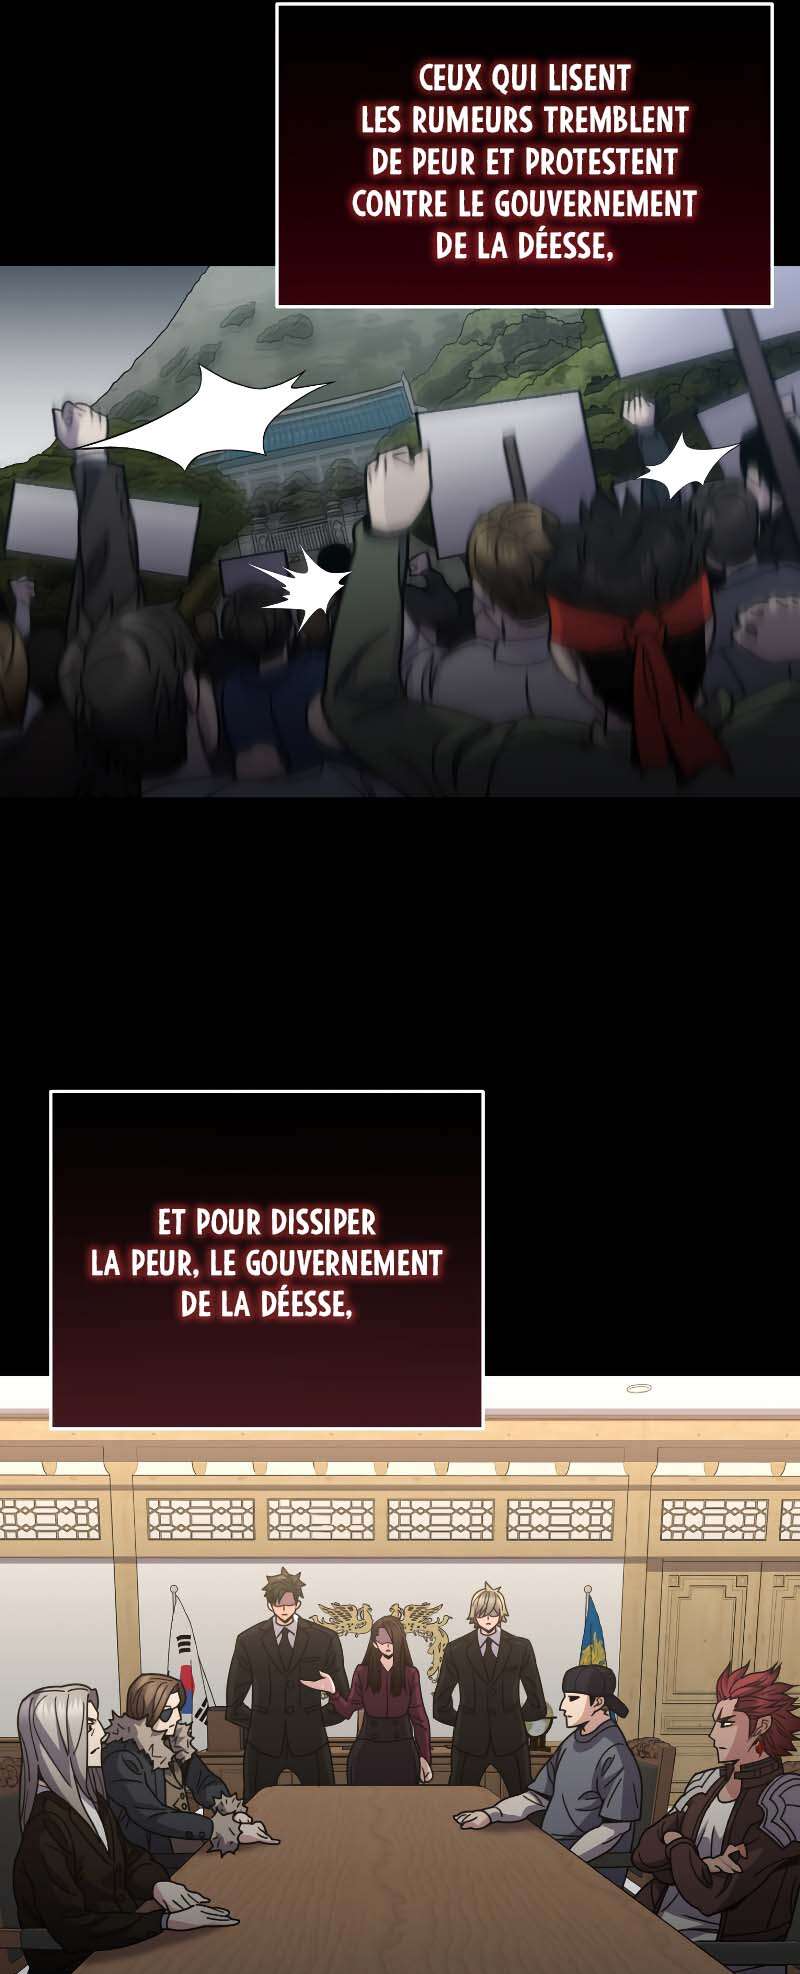 CEUX QUI LISENT
LES RUMEURS TREMBLENT
DE PEUR ET PROTESTENT
CONTRE LE GOUVERNEMENT
DE LA DÉESSE,
ET POUR DISSIPER
LA PEUR, LE GOUVERNEMENT
DE LA DÉESSE,